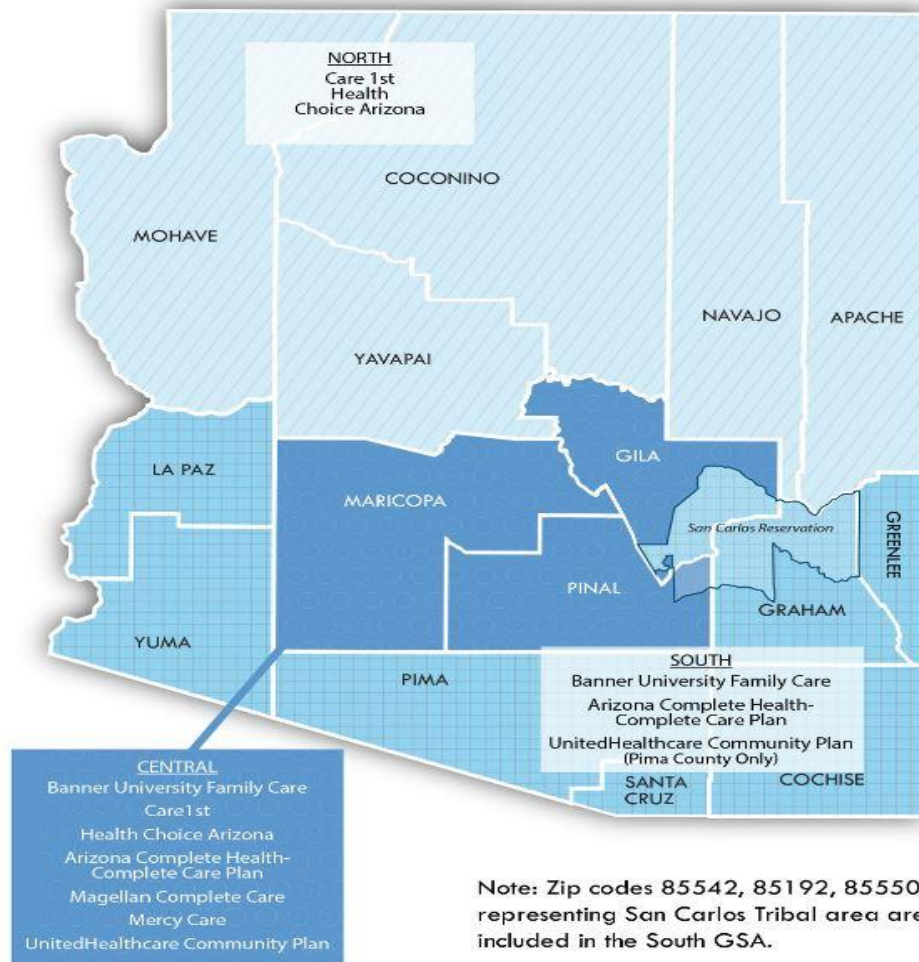 NORTH
Care 1st
Health
Choice Arizona
COCONINO
MOHAVE
NAVAJO
APACHE
YAVAPAI
GILA
LA PAZ
MARICOPA
San Carlos Reservation
GREENLEE
PINAL
GRAHAM
YUMA
PIMA
SOUTH
Banner University Family Care
Arizona Complete Health-
Complete Care Plan
UnitedHealthcare Community Plan
(Pima County Only)
SANTA
CRUZ
COCHISE
CENTRAL
Banner University Family Care
Care1st
Health Choice Arizona
Arizona Complete Health-
Complete Care Plan
Magellan Complete Care
Mercy Care
UnitedHealthcare Community Plan
Note: Zip codes 85542, 85192, 85550
representing San Carlos Tribal area are
included in the South GSA.